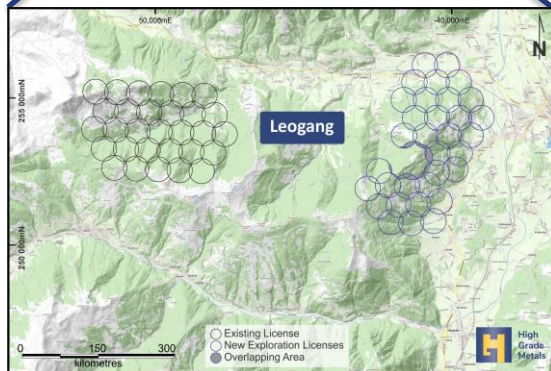 50,000mE
-40,000mE
N
255 000mN
Leogang
250 000mN
Existing License
New Exploration Licenses
Overlapping Area
0 150 300
kilometres
High
Grade
Metals